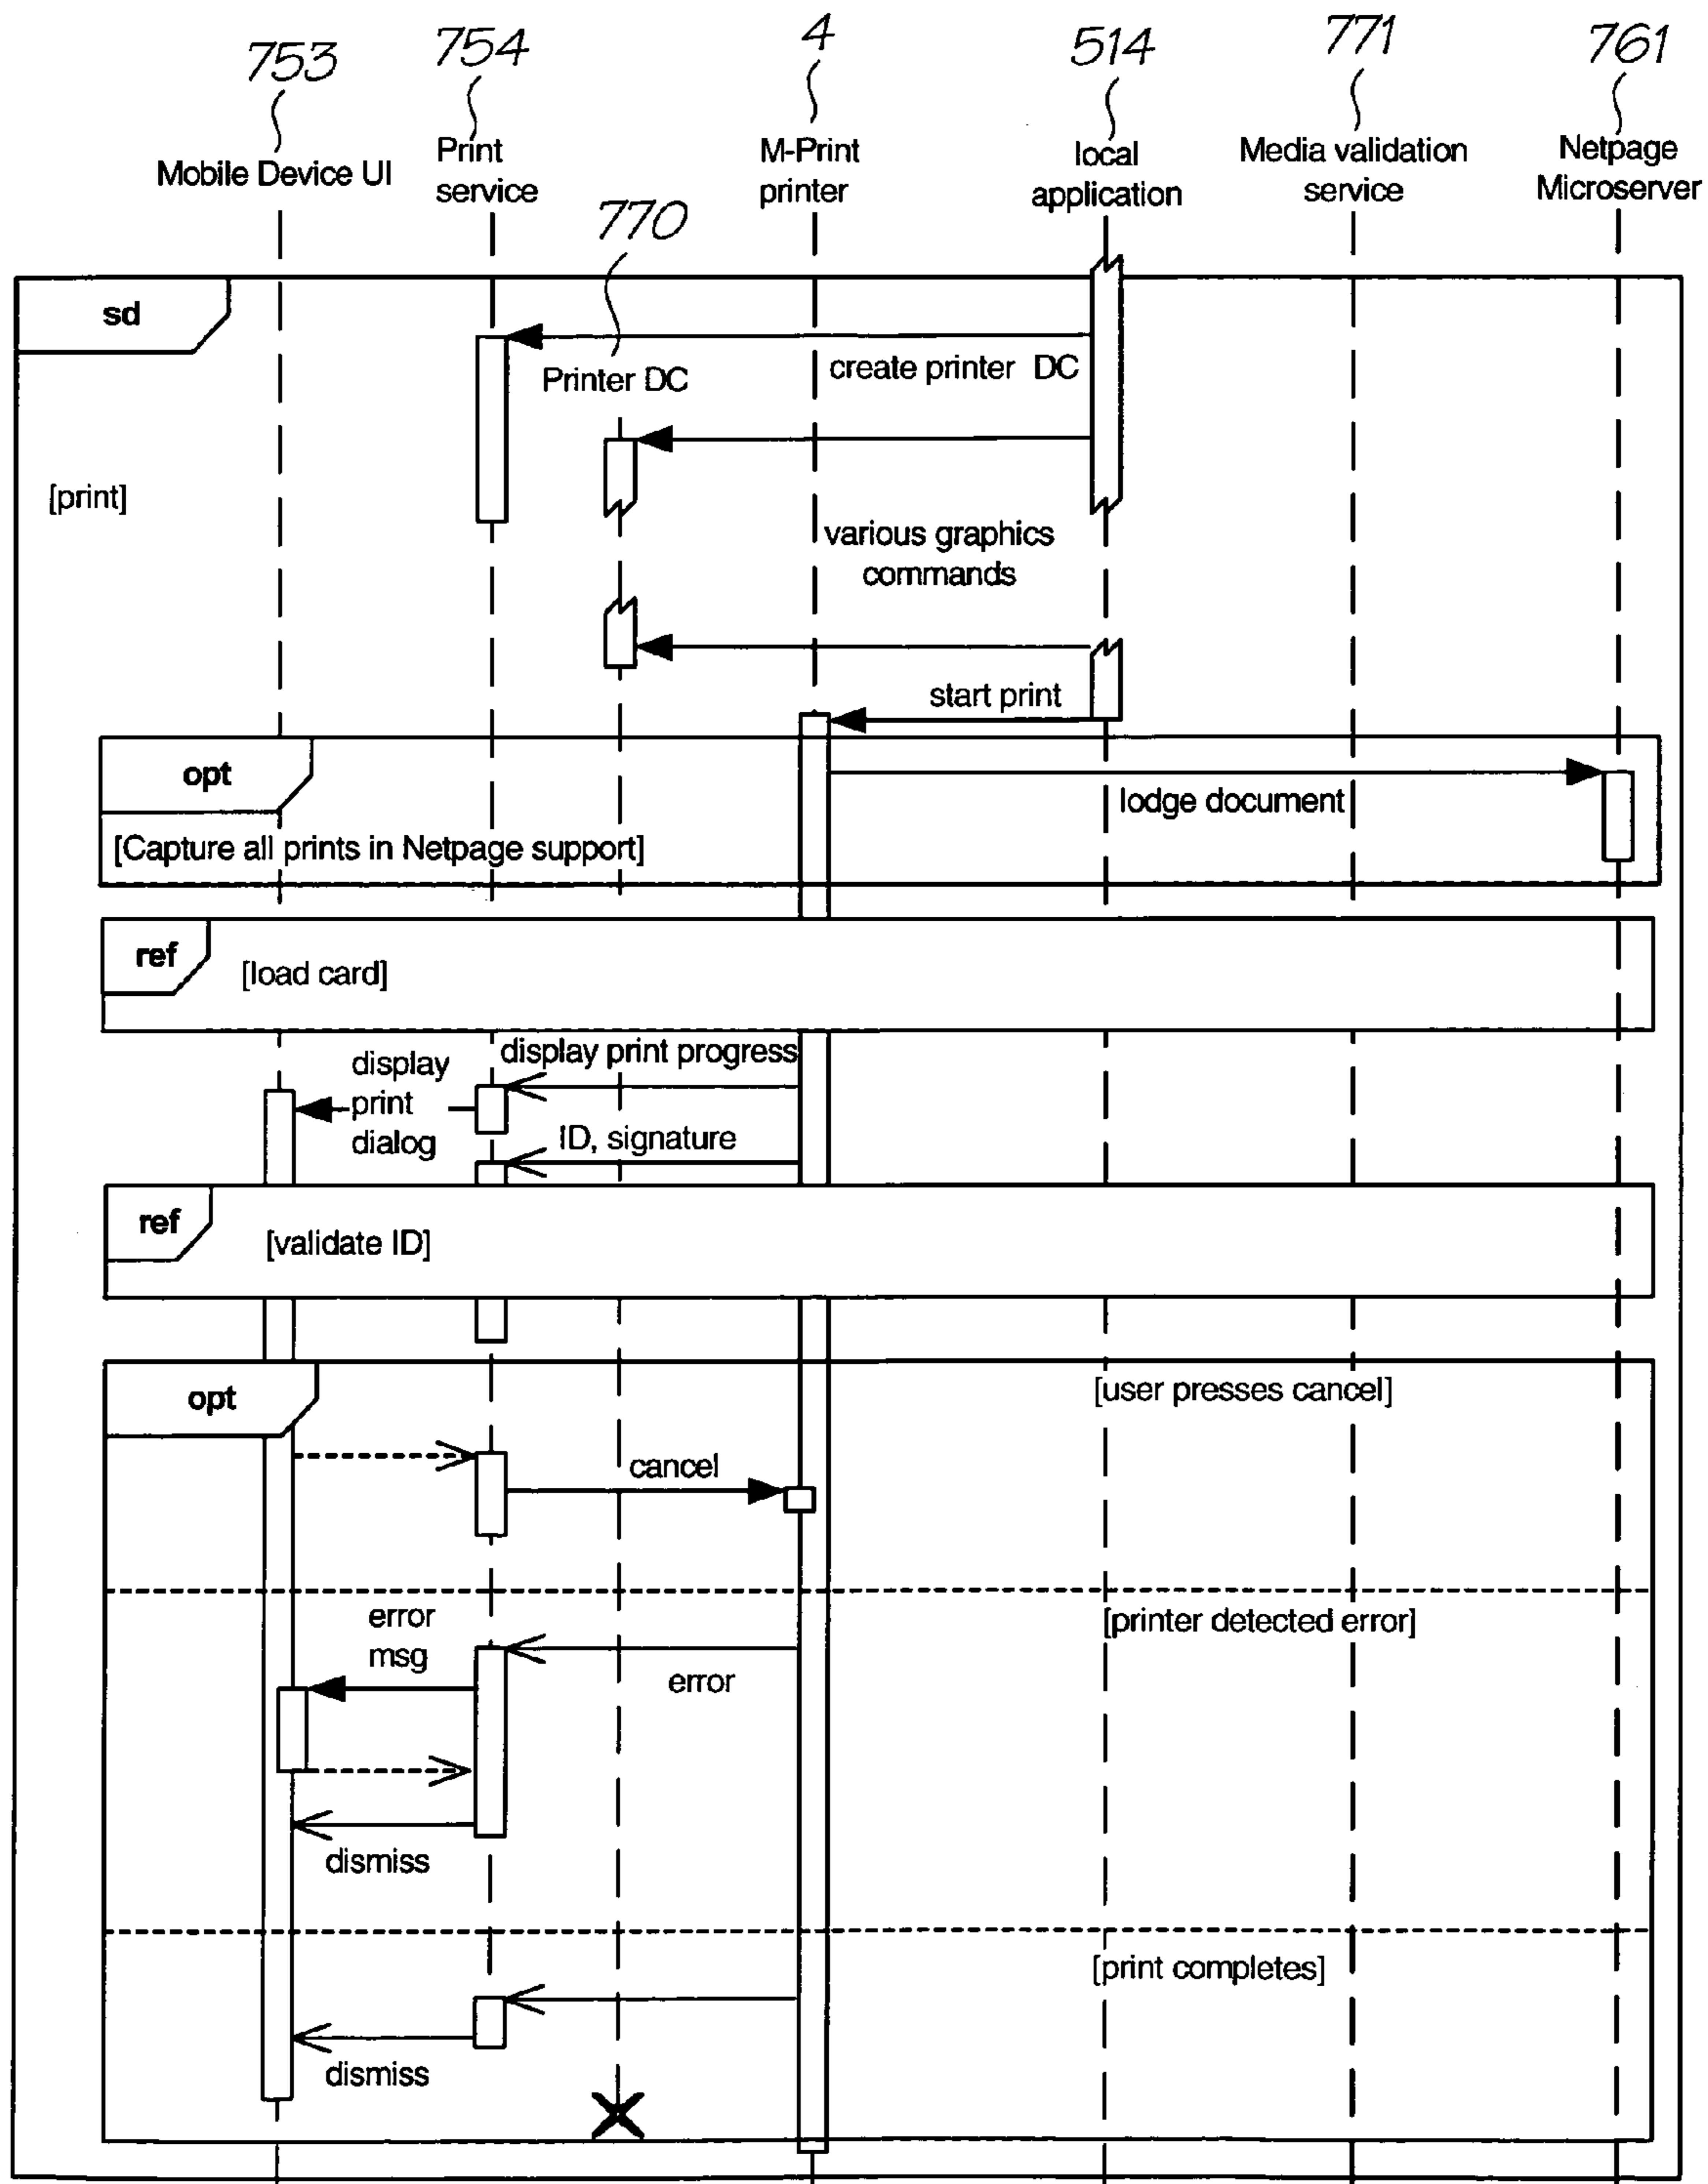 753
754
4
514
771
761
Mobile Device UI
Print
service
M-Print
printer
local
application
Media validation
service
Netpage
Microserver
770
sd
Printer DC
create printer DC
[print]
various graphics
commands
start print
opt
lodge document
[Capture all prints in Netpage support]
ref
[load card]
display print progress
display
print
dialog
ID, signature
ref
[validate ID]
opt
[user presses cancel]
cancel
[printer detected error]
error
msg
error
dismiss
[print completes]
dismiss